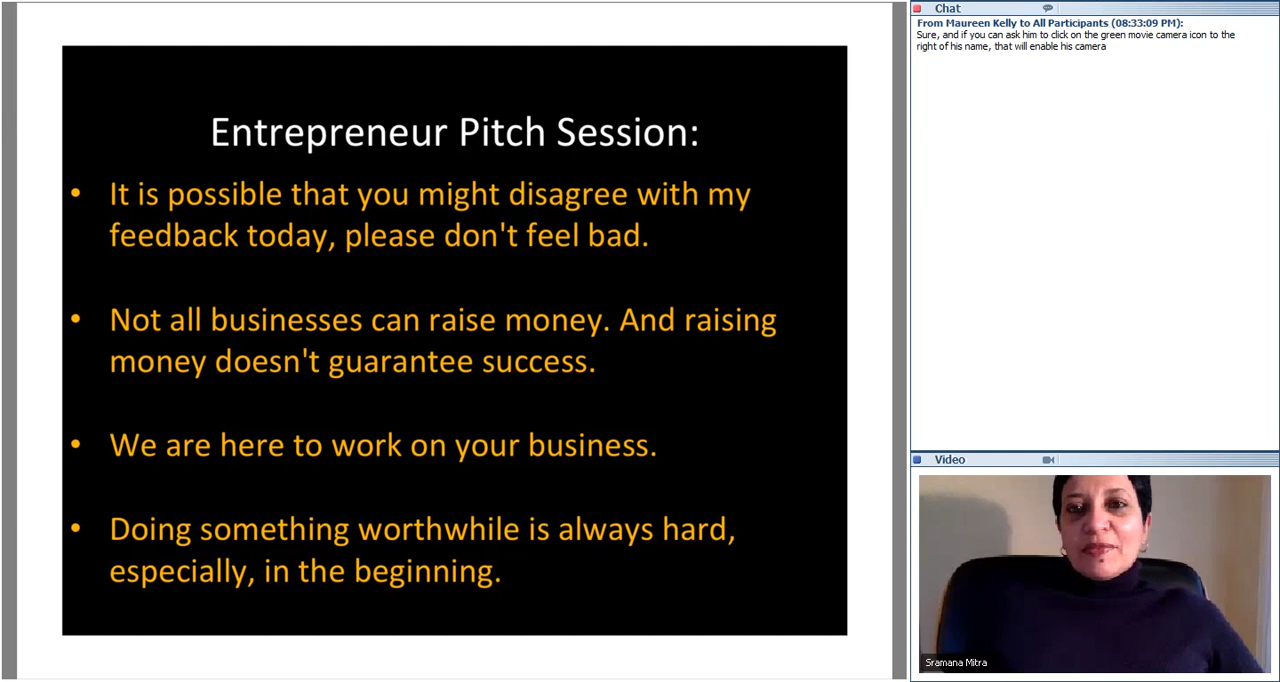 Entrepreneur Pitch Session:
• It is possible that you might disagree with my
feedback today, please don't feel bad.
• Not all businesses can raise money. And raising
money doesn't guarantee success.
• We are here to work on your business.
• Doing something worthwhile is always hard,
especially, in the beginning.
Chat
From Maureen Kelly to All Participants (08:33:09 PM):
Sure, and if you can ask him to click on the green movie camera icon to the
right of his name, that will enable his camera
Video
Sramana Mitra